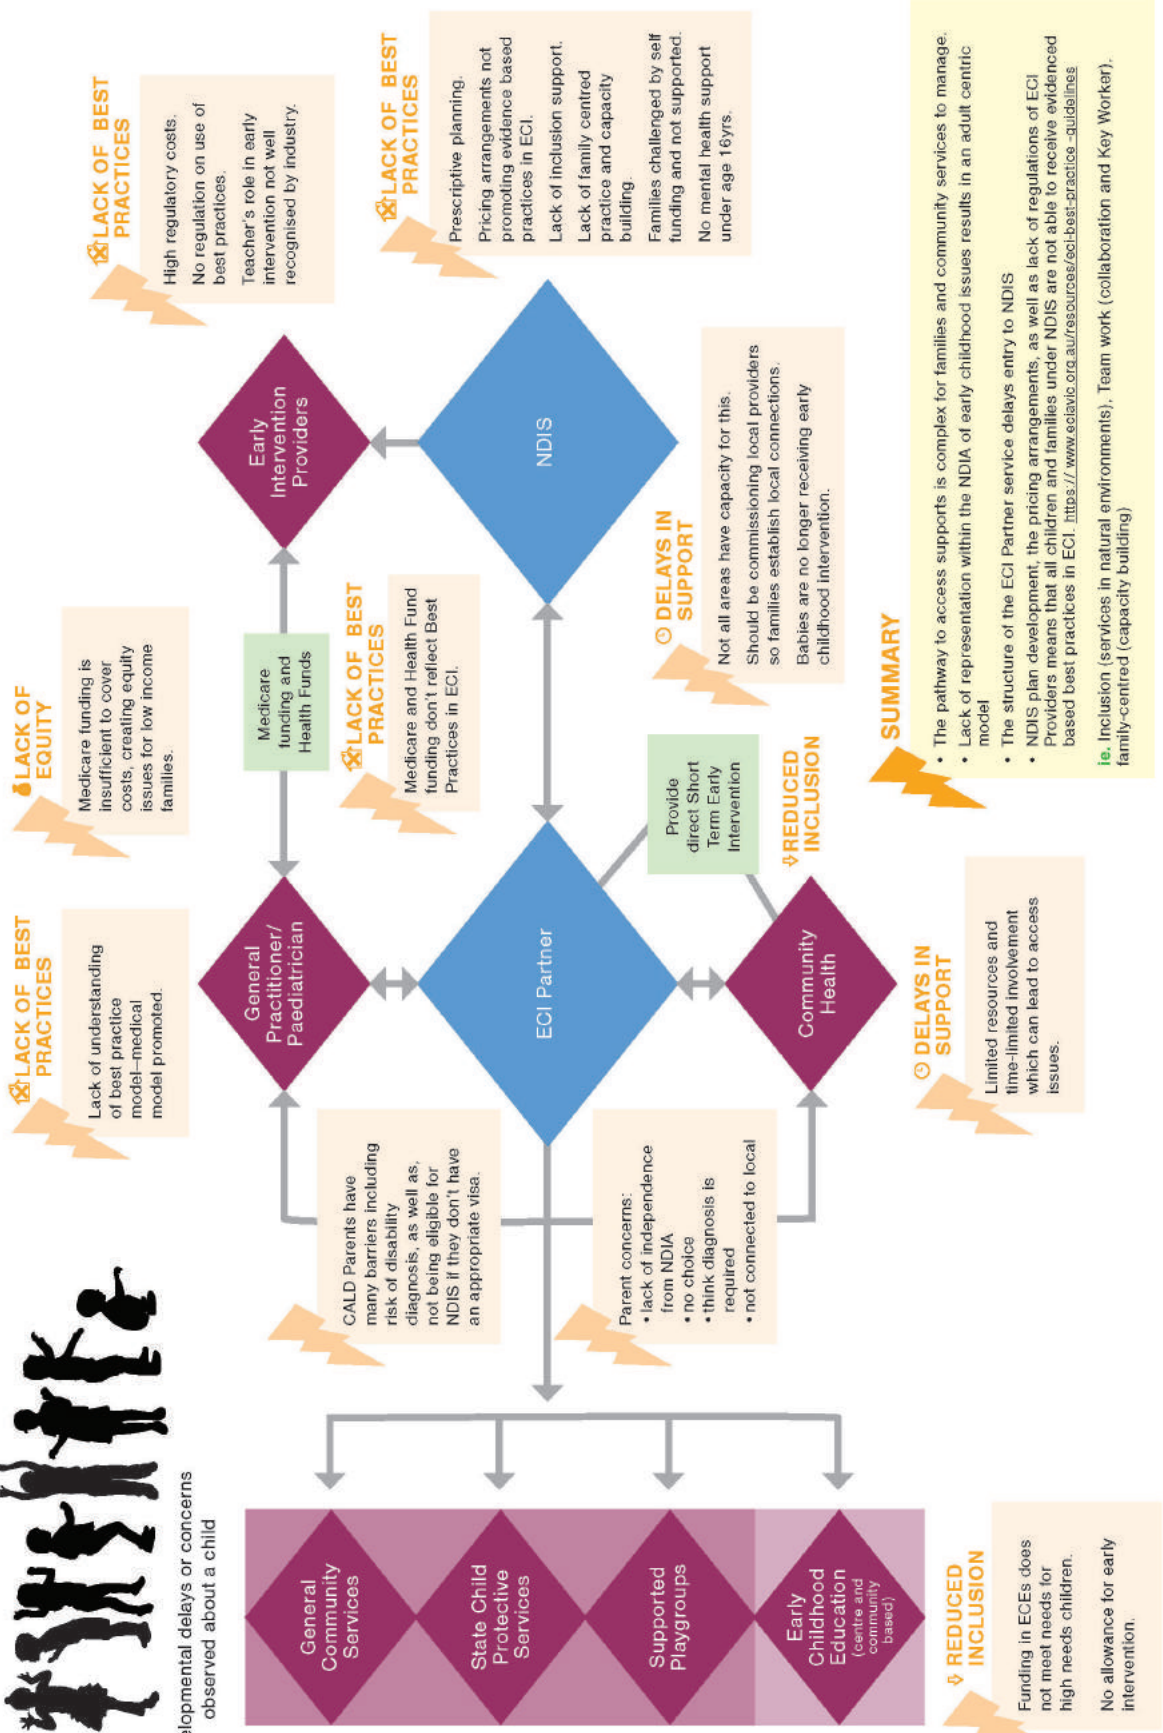 elopmental delays or concerns
observed about a child
General
Community
Services
State Child
Protective
Services
Supported
Playgroups
Early
Childhood
Education
(centre and
community
based)
REDUCED
INCLUSION
Funding in ECEs does
not meet needs for
high needs children.
No allowance for early
intervention.
CALD Parents have
many barriers including
risk of disability
diagnosis, as well as,
not being eligible for
NDIS if they don't have
an appropriate visa.
Parent concerns:
• lack of independence
from NDIA
• no choice
• think diagnosis is
required
• not connected to local
LACK OF BEST
PRACTICES
Lack of understanding
of best practice
model–medical
model promoted.
General
Practitioner/
Paediatrician
ECI Partner
Community
Health
DELAYS IN
SUPPORT
Limited resources and
time-limited involvement
which can lead to access
issues.
LACK OF
EQUITY
Medicare funding is
insufficient to cover
costs, creating equity
issues for low income
families.
Medicare
funding and
Health Funds
LACK OF BEST
PRACTICES
Medicare and Health Fund
funding don't reflect Best
Practices in ECI.
Provide
direct Short
Term Early
Intervention
REDUCED
INCLUSION
Early
Intervention
Providers
NDIS
DELAYS IN
SUPPORT
Not all areas have capacity for this.
Should be commissioning local providers
so families establish local connections.
Babies are no longer receiving early
childhood intervention.
LACK OF BEST
PRACTICES
High regulatory costs.
No regulation on use of
best practices.
Teacher's role in early
intervention not well
recognised by industry.
LACK OF BEST
PRACTICES
Prescriptive planning.
Pricing arrangements not
promoting evidence based
practices in ECI.
Lack of inclusion support.
Lack of family centred
practice and capacity
building.
Families challenged by self
funding and not supported.
No mental health support
under age 16yrs.
SUMMARY
• The pathway to access supports is complex for families and community services to manage.
• Lack of representation within the NDIA of early childhood issues results in an adult centric
model
• The structure of the ECI Partner service delays entry to NDIS
• NDIS plan development, the pricing arrangements, as well as lack of regulations of ECI
Providers means that all children and families under NDIS are not able to receive evidenced
based best practices in ECI. https:// www.eciavic.org.au/resources/eci-best-practice -guidelines
ie. Inclusion (services in natural environments), Team work (collaboration and Key Worker),
family-centred (capacity building)